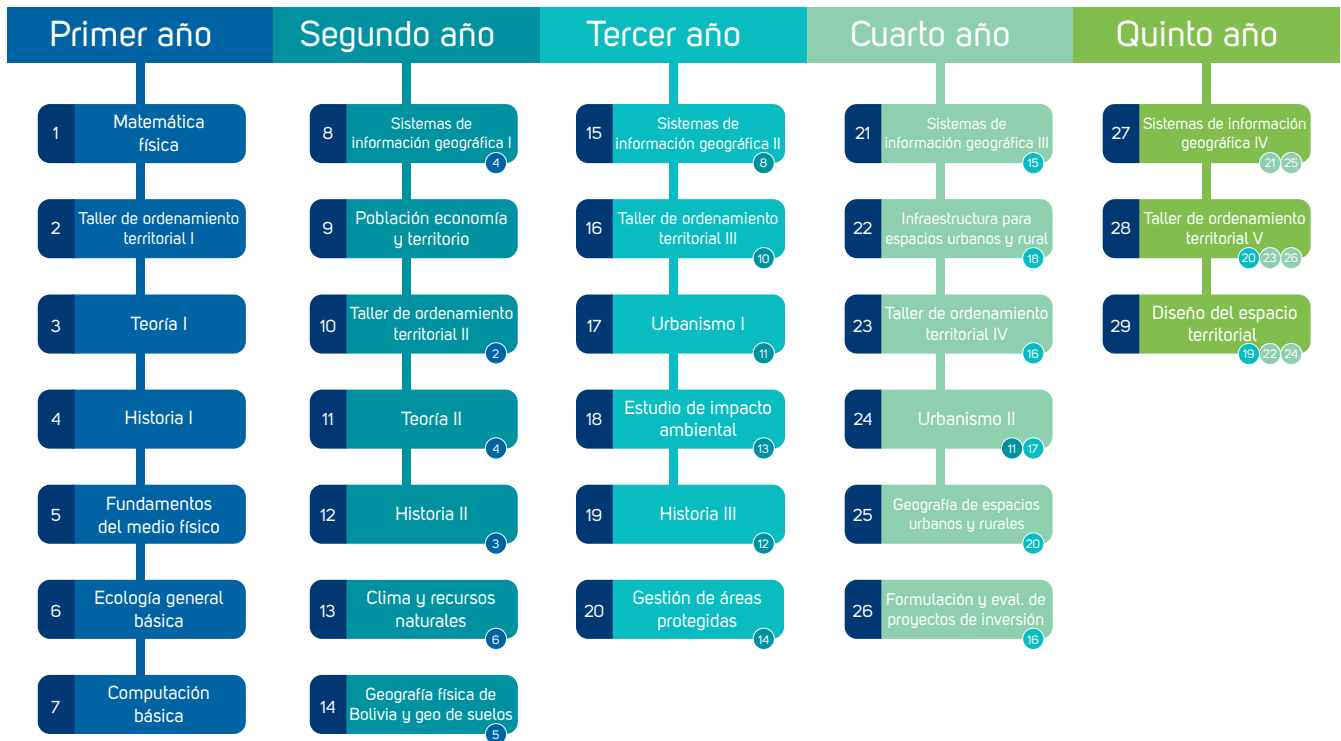 Primer año
1
Matemática
física
2
Taller de ordenamiento
territorial I
3
Teoría I
4
Historia I
5
Fundamentos
del medio físico
6
Ecología general
básica
7
Computación
básica
Segundo año
8
Sistemas de
información geográfica I
4
9
Población economía
y territorio
10
Taller de ordenamiento
territorial II
2
11
Teoría II
4
12
Historia II
3
13
Clima y recursos
naturales
6
14
Geografía física de
Bolivia y geo de suelos
5
Tercer año
15
Sistemas de
información geográfica II
8
16
Taller de ordenamiento
territorial III
10
17
Urbanismo I
11
18
Estudio de impacto
ambiental
13
19
Historia III
12
20
Gestión de áreas
protegidas
14
Cuarto año
21
Sistemas de
información geográfica III
15
22
Infraestructura para
espacios urbanos y rural
18
23
Taller de ordenamiento
territorial IV
16
24
Urbanismo II
11 17
25
Geografía de espacios
urbanos y rurales
20
26
Formulación y eval. de
proyectos de inversión
16
Quinto año
27
Sistemas de información
geográfica IV
21 25
28
Taller de ordenamiento
territorial V
20 23 26
29
Diseño del espacio
territorial
19 22 24